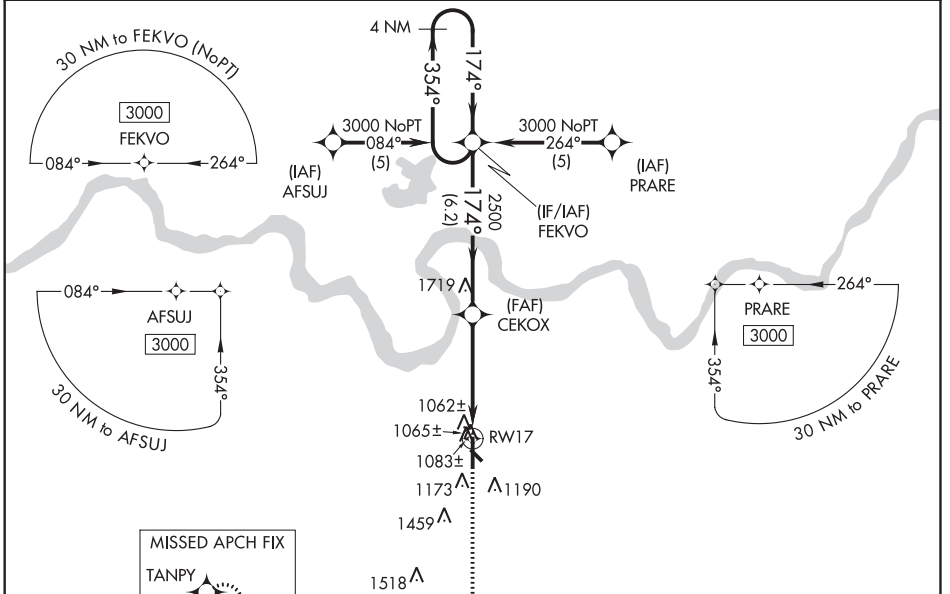 30 NM to FEKVO (NoPT)
3000
FEKVO
084°
264°
4 NM
354°
174°
3000 NoPT
084°
(5)
(IAF)
AFSUJ
3000 NoPT
264°
(5)
(IAF)
PRARE
(IF/IAF)
FEKVO
2500
174°
(6.2)
1719
(FAF)
CEKOX
084°
AFSUJ
3000
354°
30 NM to AFSUJ
264°
PRARE
3000
354°
30 NM to PRARE
1062±
1065±
RW17
1083±
1173
1190
1459
1518
MISSED APCH FIX
TANPY